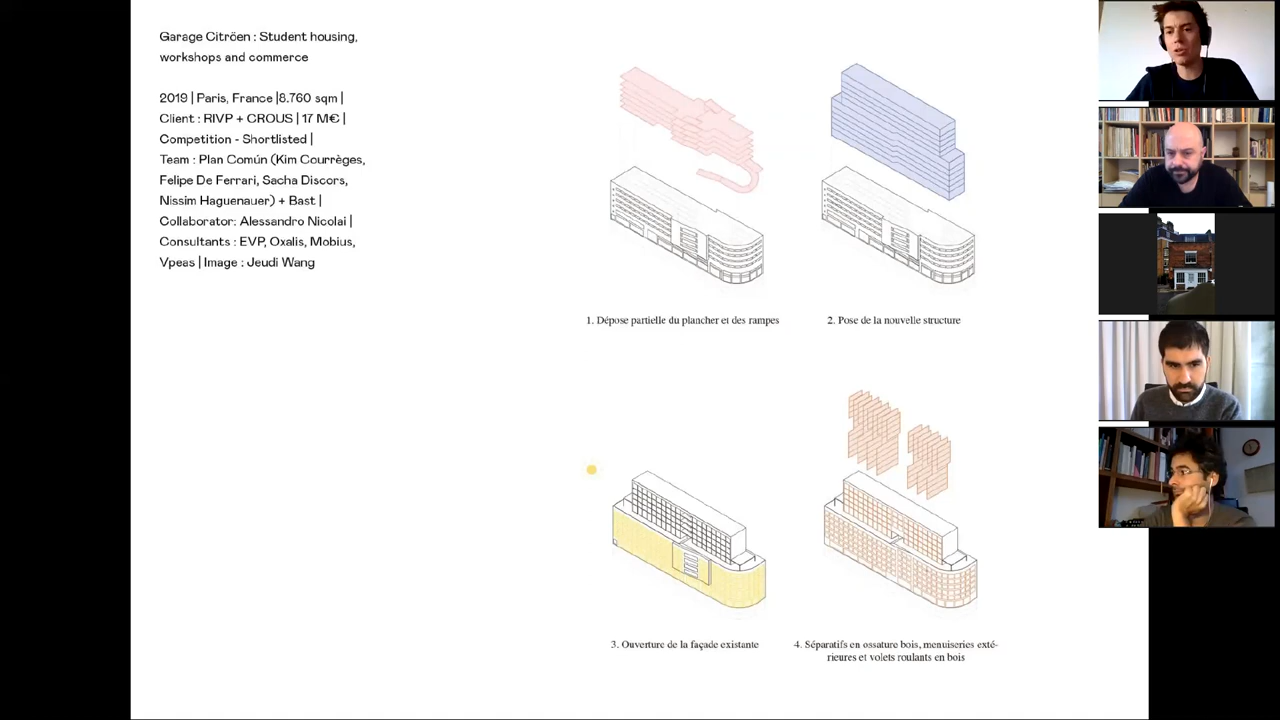 Garage Citröen : Student housing,
workshops and commerce
2019 | Paris, France |8.760 sqm |
Client : RIVP + CROUS | 17 M€ |
Competition - Shortlisted |
Team : Plan Común (Kim Courrèges,
Felipe De Ferrari, Sacha Discors,
Nissim Haguenauer) + Bast |
Collaborator: Alessandro Nicolai |
Consultants : EVP, Oxalis, Mobius,
Vpeas | Image : Jeudi Wang
1. Dépose partielle du plancher et des rampes
2. Pose de la nouvelle structure
3. Ouverture de la façade existante
4. Séparatifs en ossature bois, menuiseries exté-
rieures et volets roulants en bois